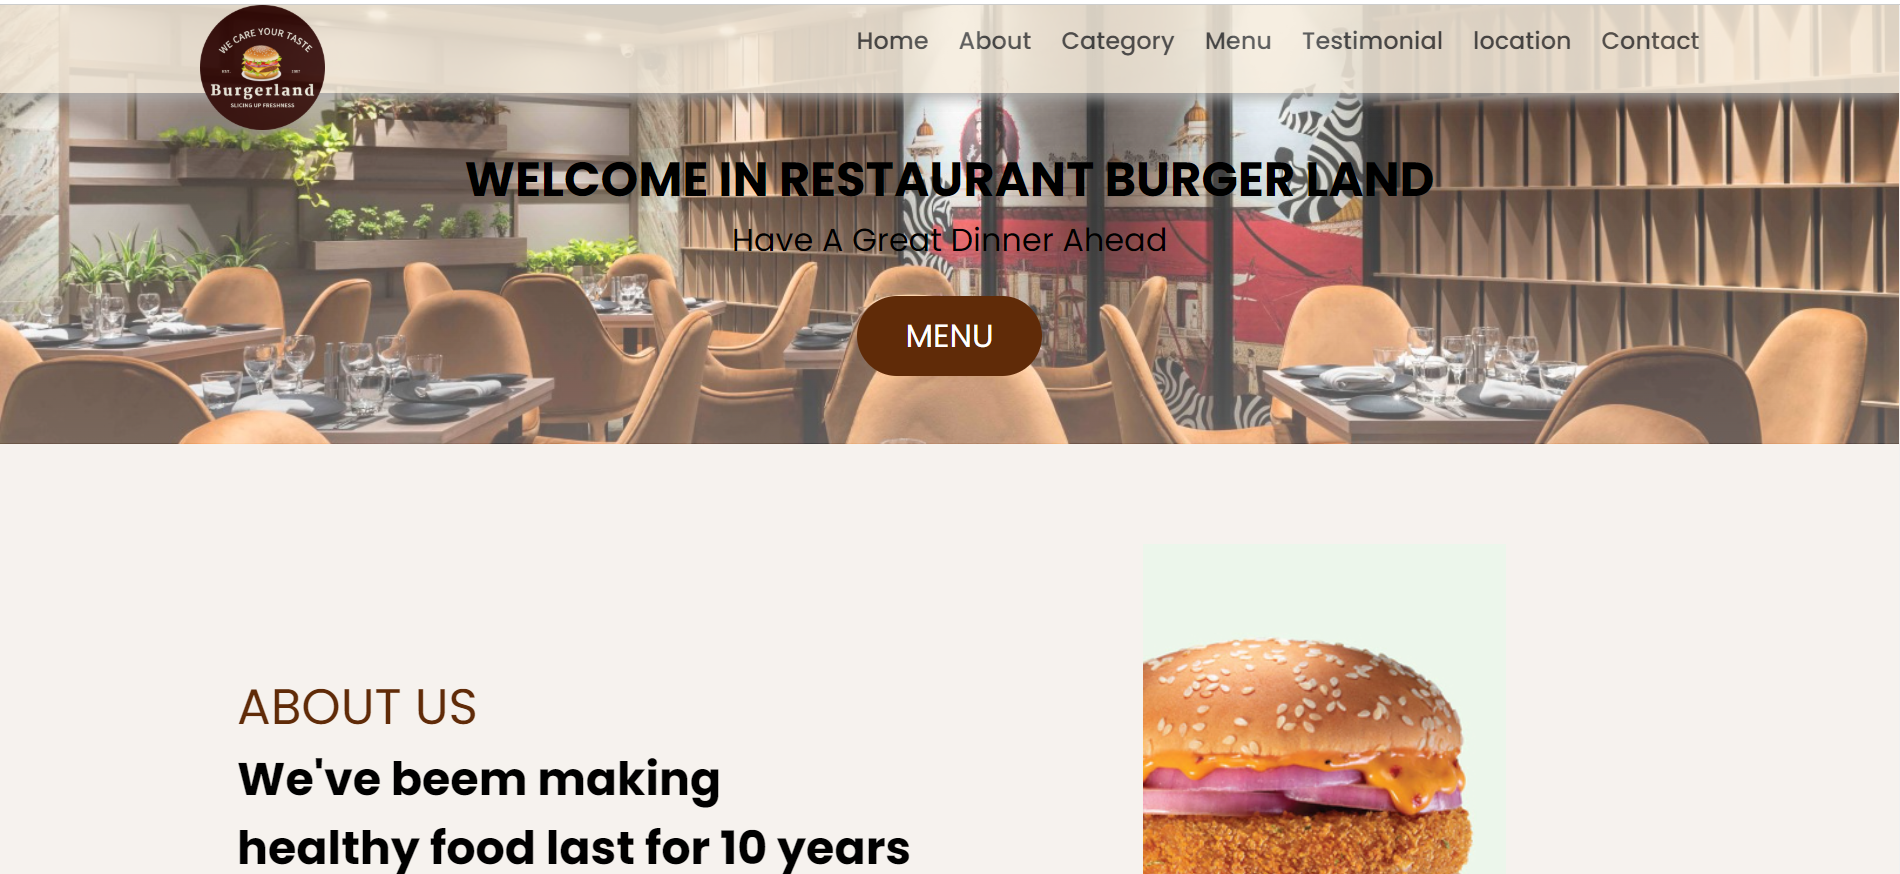 WE CARE YOUR TASTE
EST. 1987
Burgerland
SLICING UP FRESHNESS
Home About Category Menu Testimonial location Contact
WELCOME IN RESTAURANT BURGER LAND
Have A Great Dinner Ahead
MENU
ABOUT US
We've beem making
healthy food last for 10 years